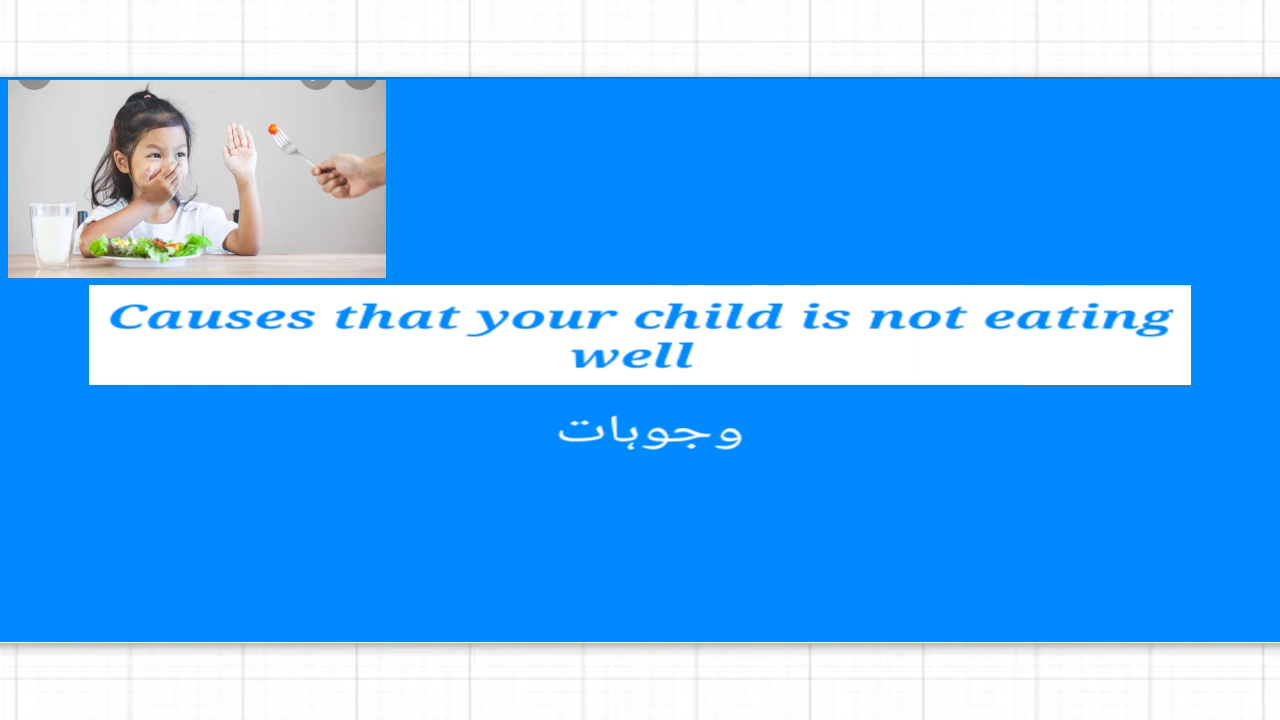 Causes that your child is not eating
well
وجوہات